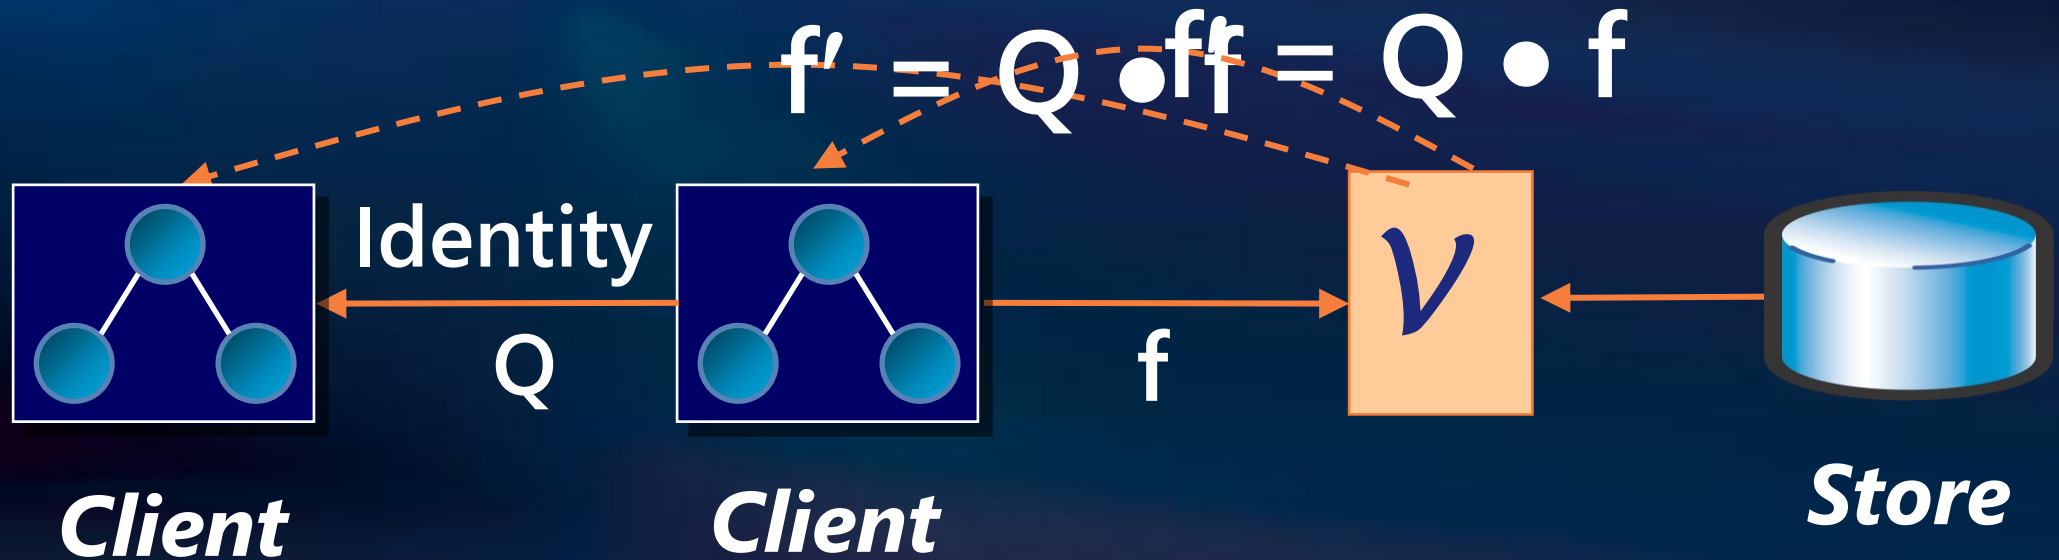 f′ = Q • f
f′ = Q • f
Identity
Q
f
V
Client
Client
Store